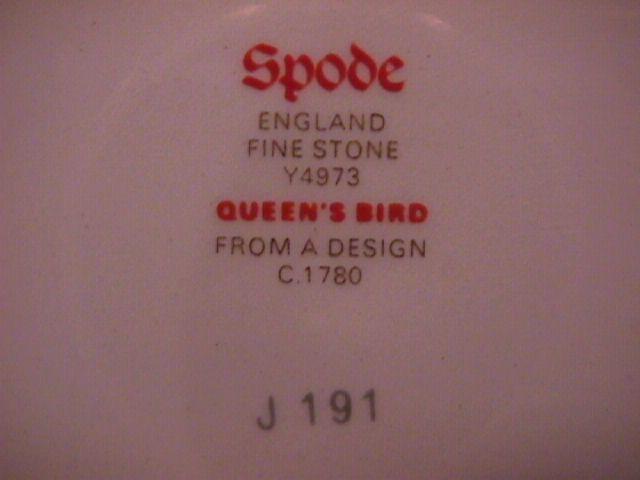 Spode
ENGLAND
FINE STONE
Y4973
QUEEN'S BIRD
FROM A DESIGN
C.1780
J 191